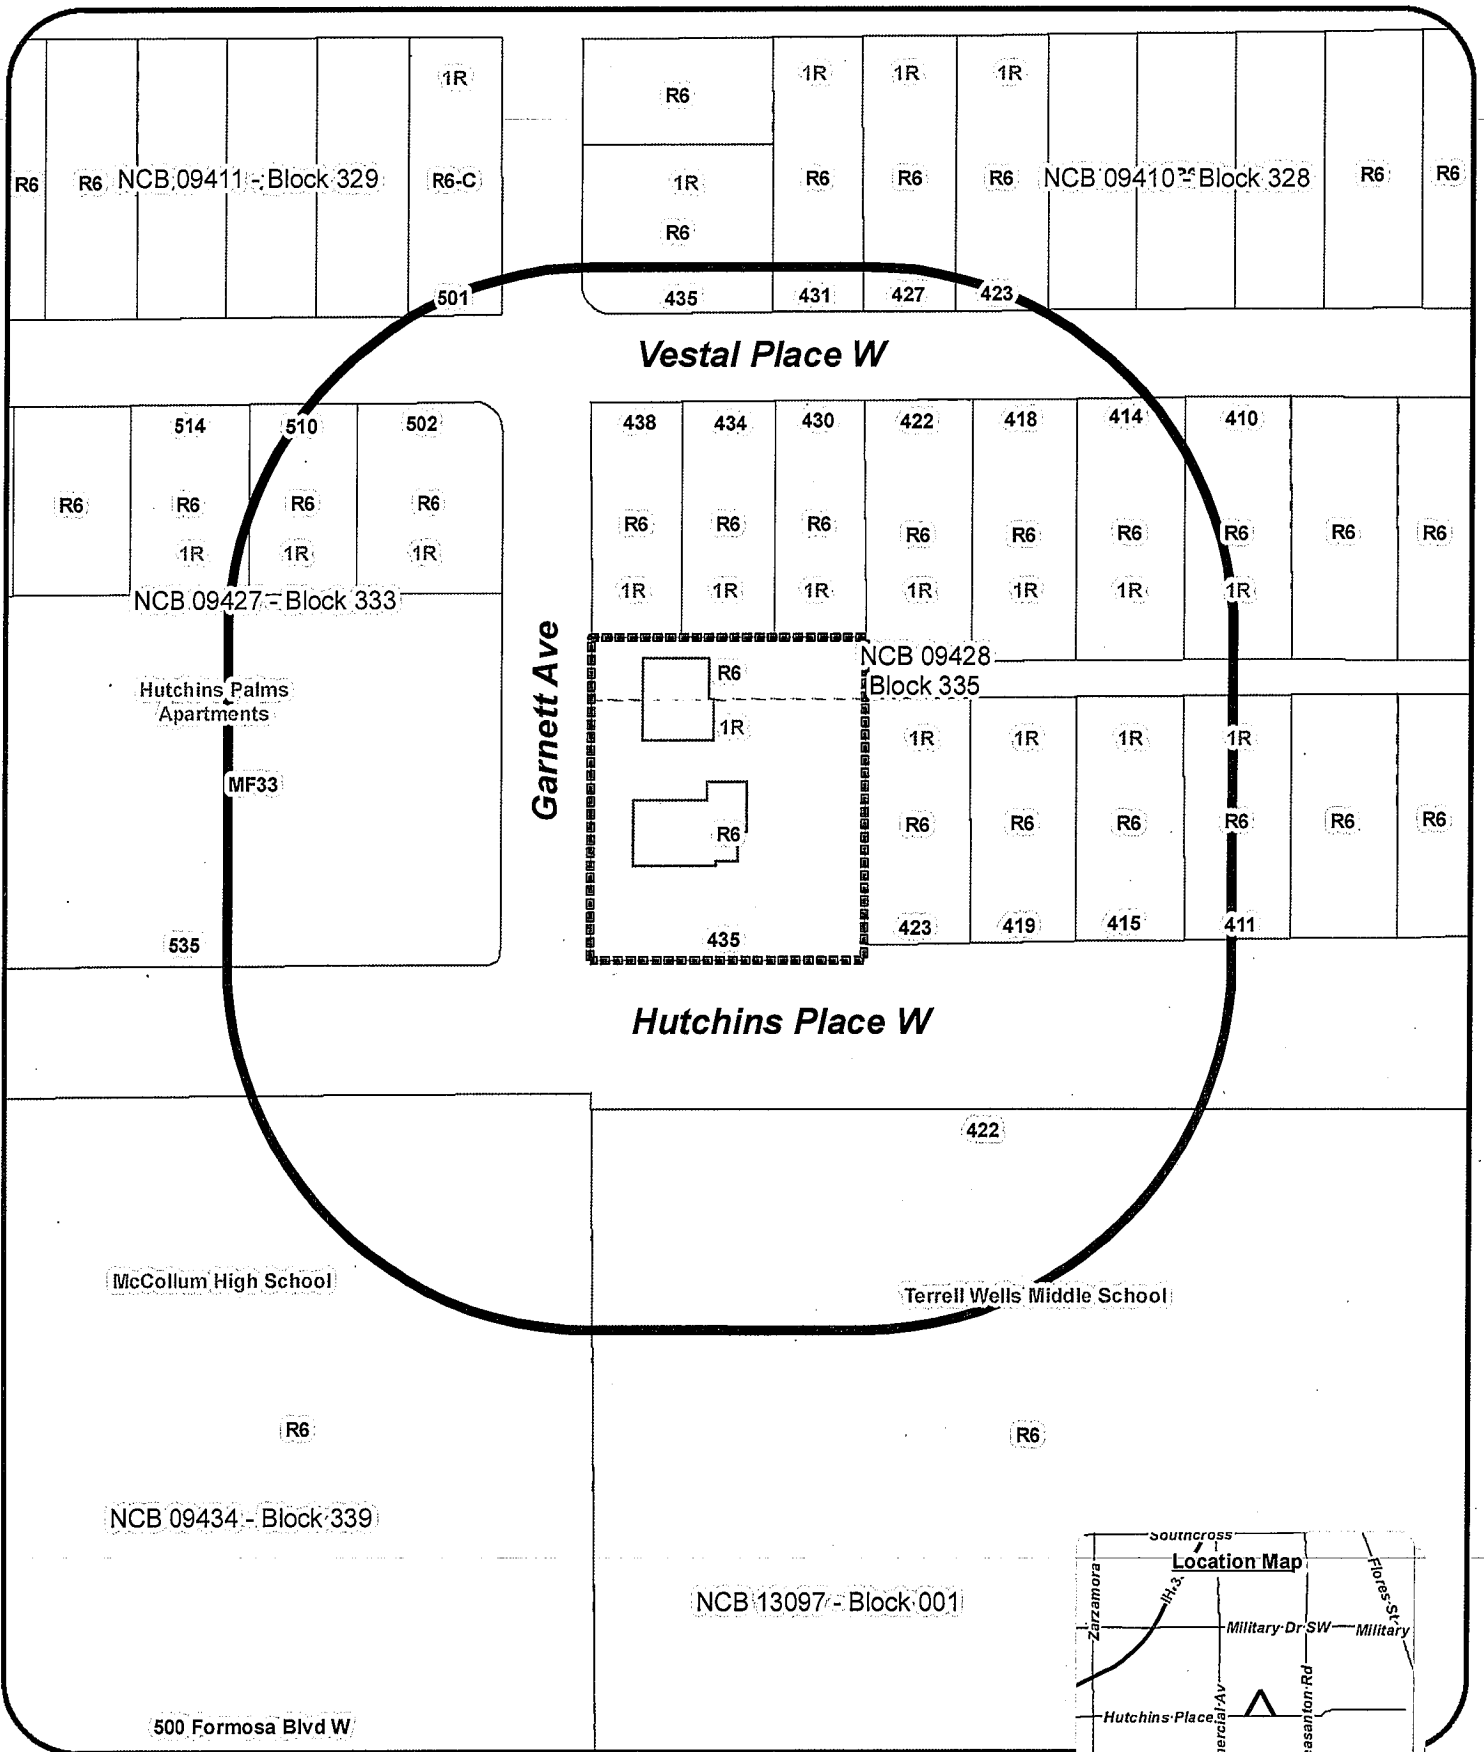 1R
R6
1R
1R
1R
R6
R6
NCB 09411 - Block 329
R6-C
1R
R6
R6
R6
R6
NCB 09410 - Block 328
R6
R6
501
435
431
427
423
Vestal Place W
514
510
502
438
434
430
422
418
414
410
R6
R6
R6
R6
R6
R6
R6
R6
R6
R6
R6
R6
R6
1R
1R
1R
1R
1R
1R
1R
1R
1R
1R
NCB 09427 - Block 333
Garnett Ave
NCB 09428
Block 335
R6
1R
Hutchins Palms
Apartments
MF33
1R
1R
1R
1R
R6
R6
R6
R6
R6
R6
R6
535
435
423
419
415
411
Hutchins Place W
422
McCollum High School
Terrell Wells Middle School
R6
R6
NCB 09434 - Block 339
NCB 13097 - Block 001
500 Formosa Blvd W
Southcross
Location Map
Zarzamora
IH 3
Flores St
Military Dr SW
Military
Hutchins Place
ercial Av
easanton Rd